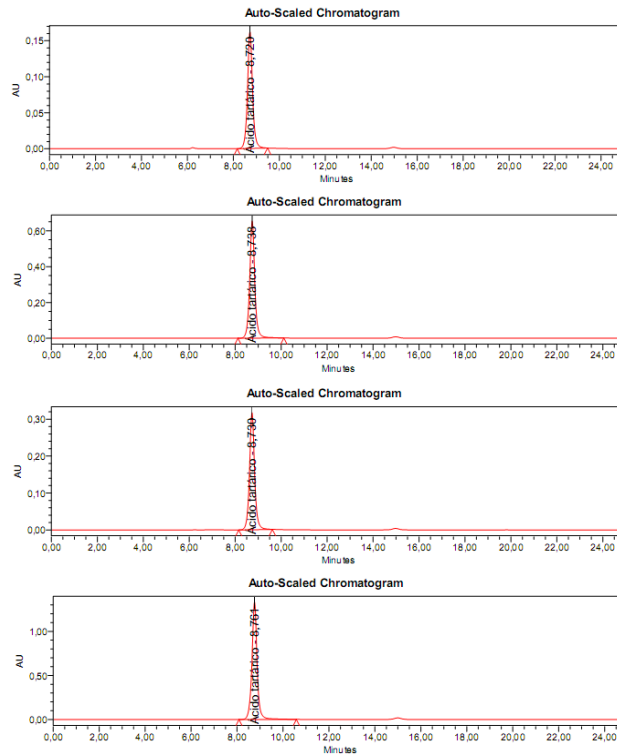 Auto-Scaled Chromatogram
AU
0,15
0,10
0,05
0,00
Ácido tartárico - 8,720
0,00 2,00 4,00 6,00 8,00 10,00 12,00 14,00 16,00 18,00 20,00 22,00 24,00
Minutes
Auto-Scaled Chromatogram
AU
0,60
0,40
0,20
0,00
Ácido tartárico - 8,738
0,00 2,00 4,00 6,00 8,00 10,00 12,00 14,00 16,00 18,00 20,00 22,00 24,00
Minutes
Auto-Scaled Chromatogram
AU
0,30
0,20
0,10
0,00
Ácido tartárico - 8,730
0,00 2,00 4,00 6,00 8,00 10,00 12,00 14,00 16,00 18,00 20,00 22,00 24,00
Minutes
Auto-Scaled Chromatogram
AU
1,00
0,50
0,00
Ácido tartárico - 8,761
0,00 2,00 4,00 6,00 8,00 10,00 12,00 14,00 16,00 18,00 20,00 22,00 24,00
Minutes